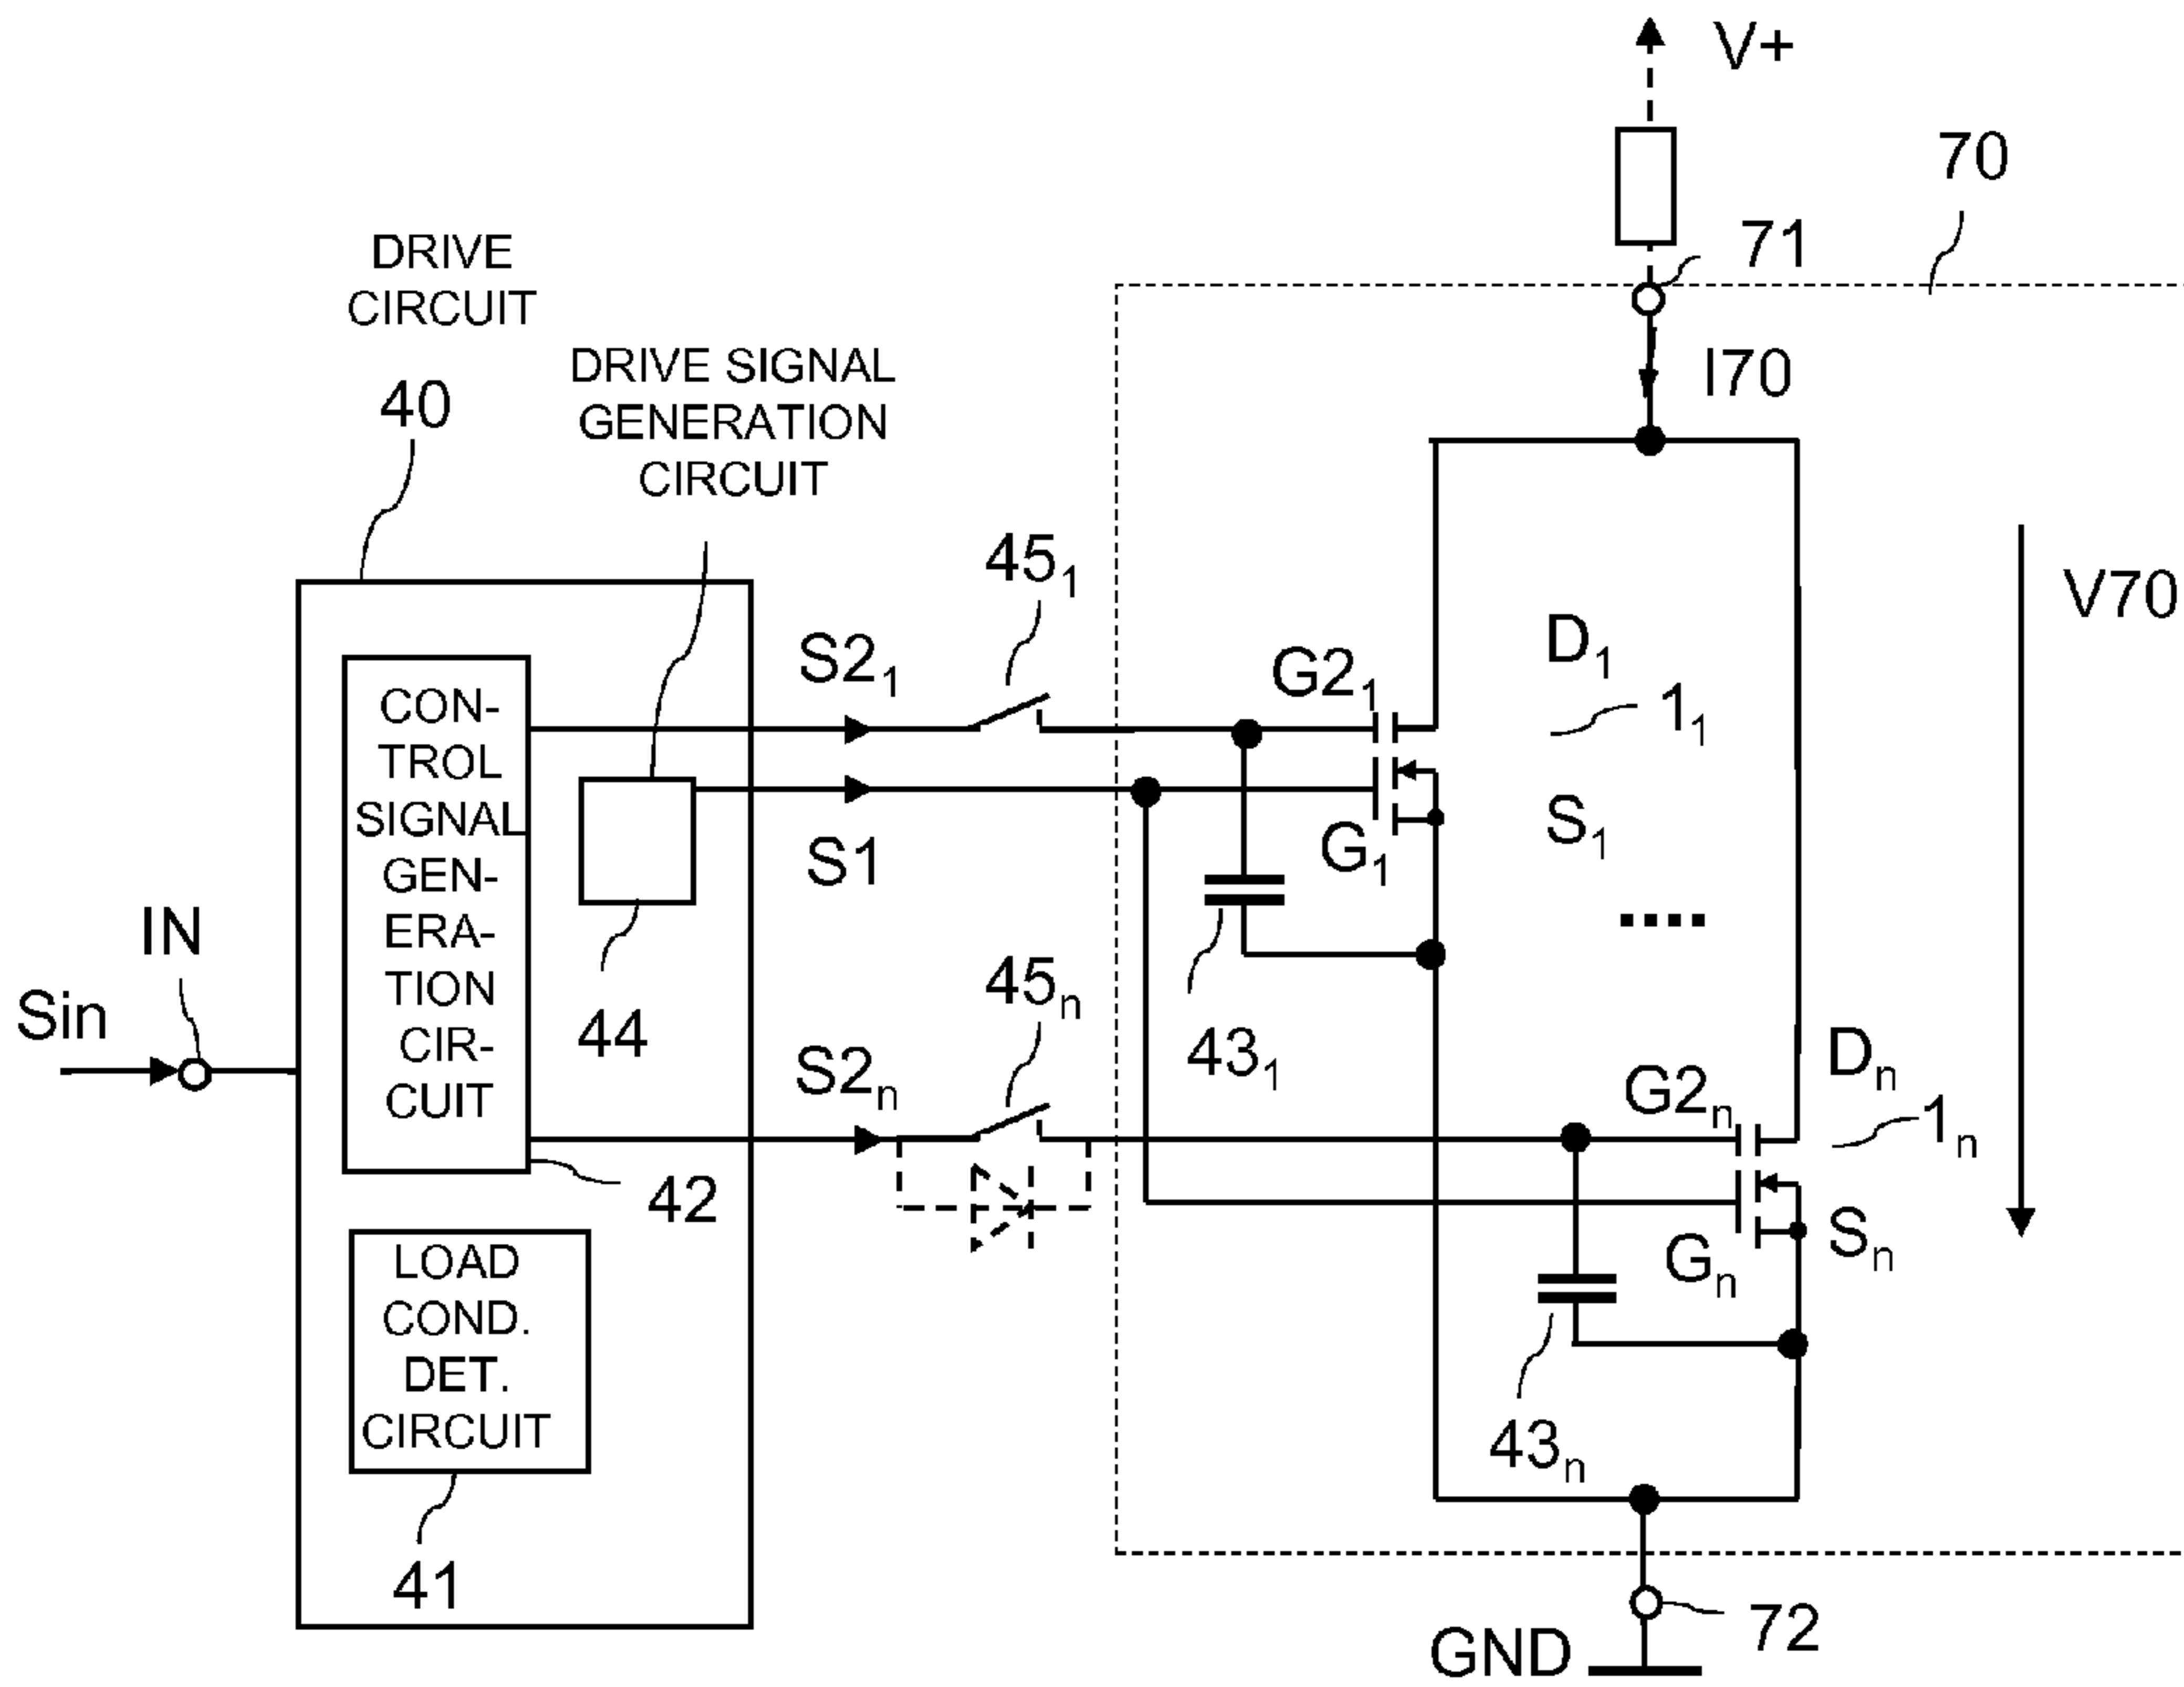 V+
70
71
I70
DRIVE
CIRCUIT
40
DRIVE SIGNAL
GENERATION
CIRCUIT
V70
45₁
S2₁
G2₁
D₁
1₁
CON-
TROL
SIGNAL
GEN-
ERA-
TION
CIR-
CUIT
S1
G₁
S₁
....
IN
Sin
44
43₁
45ₙ
S2ₙ
G2ₙ
Dₙ
1ₙ
42
Gₙ
Sₙ
LOAD
COND.
DET.
CIRCUIT
43ₙ
41
72
GND